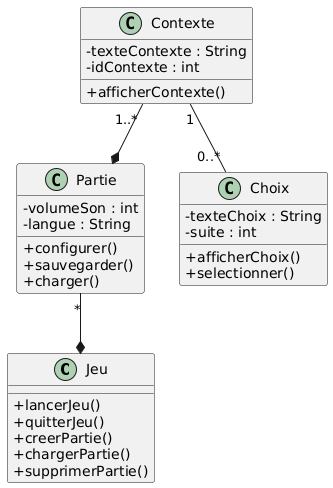 C Contexte
-texteContexte : String
-idContexte : int
+afficherContexte()
1..*
1
0..*
C Partie
-volumeSon : int
-langue : String
+configurer()
+sauvegarder()
+charger()
C Choix
-texteChoix : String
-suite : int
+afficherChoix()
+selectionner()
*
C Jeu
+lancerJeu()
+quitterJeu()
+creerPartie()
+chargerPartie()
+supprimerPartie()